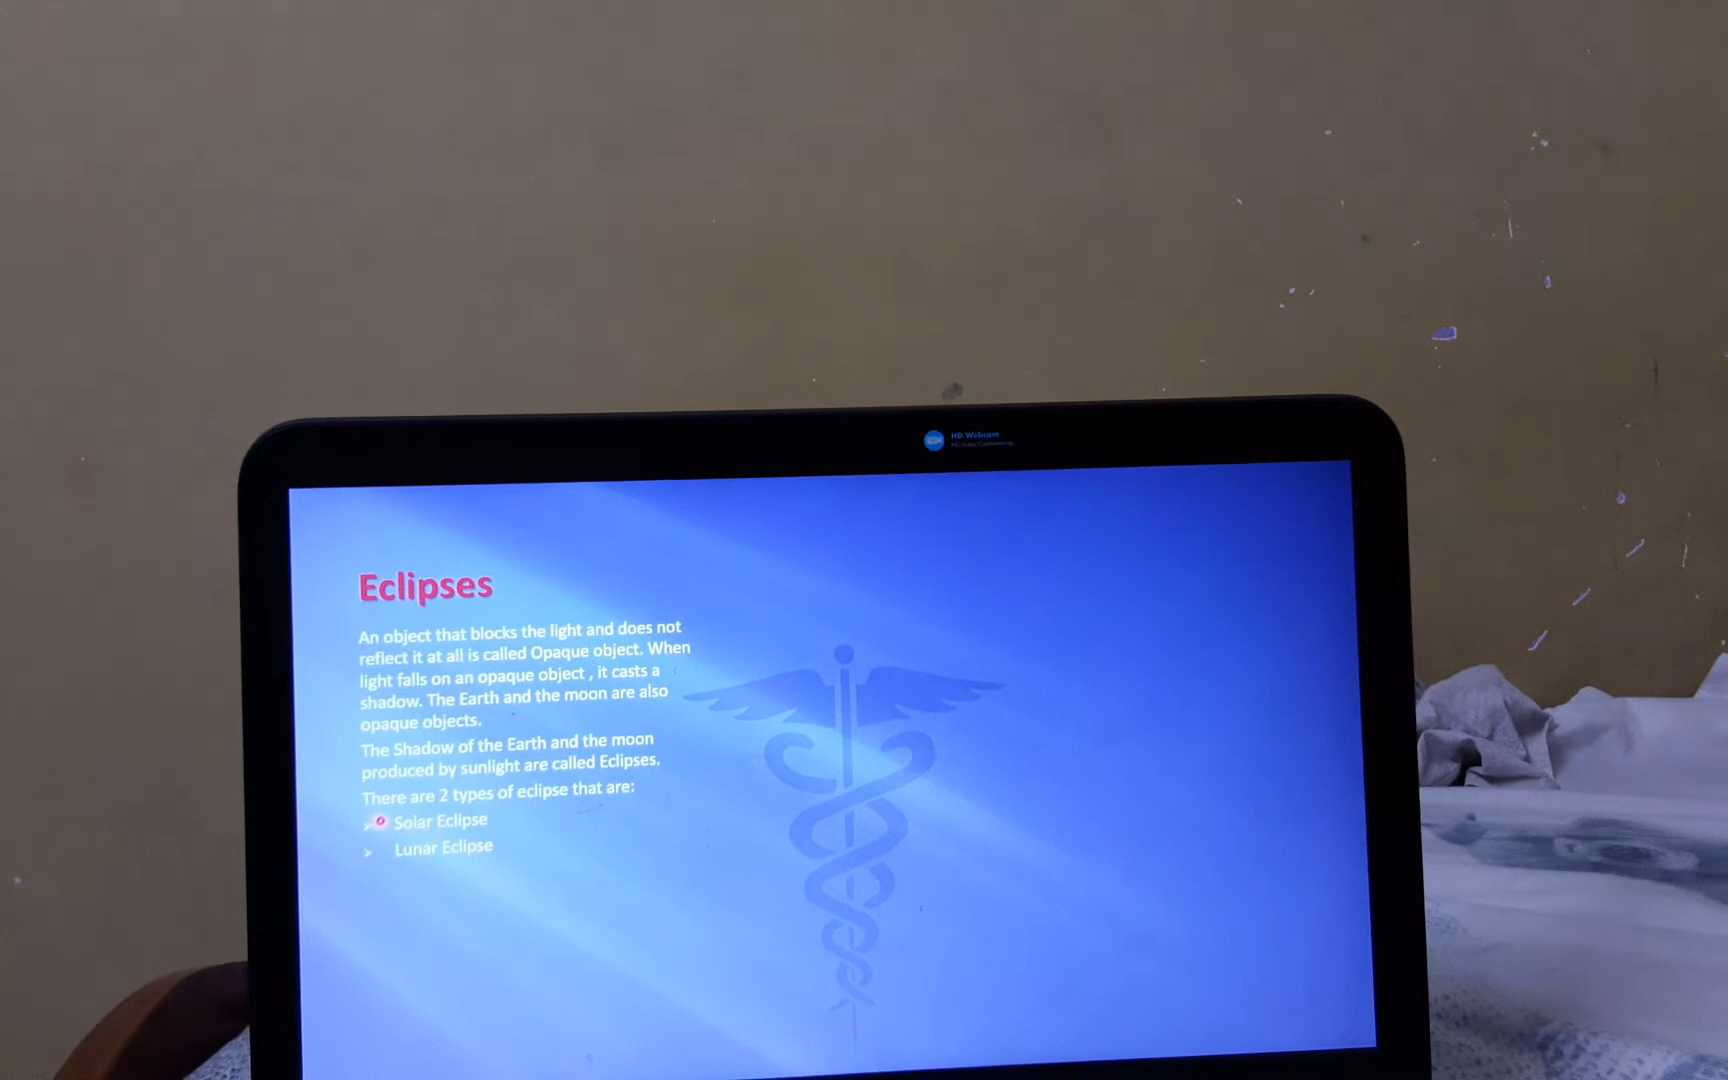 HD Webcam
Eclipses
An object that blocks the light and does not
reflect it at all is called Opaque object. When
light falls on an opaque object , it casts a
shadow. The Earth and the moon are also
opaque objects.
The Shadow of the Earth and the moon
produced by sunlight are called Eclipses.
There are 2 types of eclipse that are:
Solar Eclipse
Lunar Eclipse